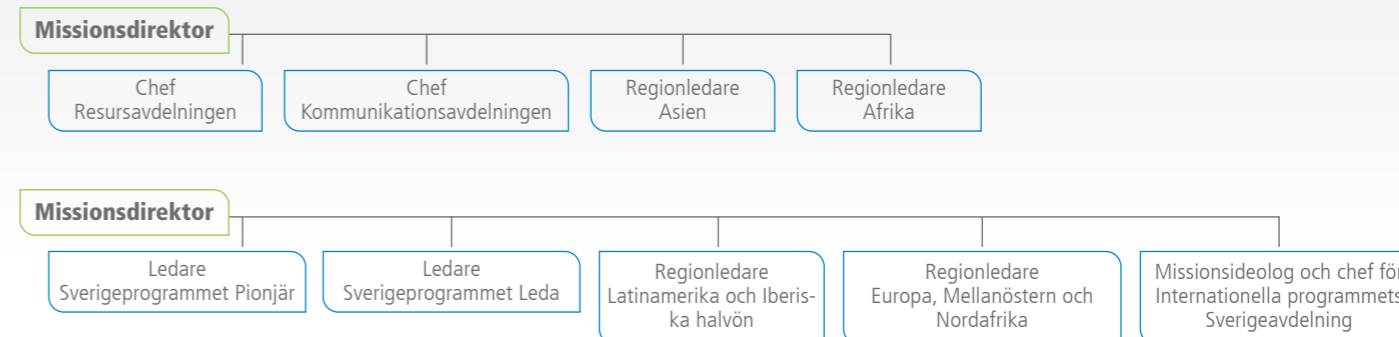 Missionsdirektor
Chef
Resursavdelningen
Chef
Kommunikationsavdelningen
Regionledare
Asien
Regionledare
Afrika
Missionsdirektor
Ledare
Sverigeprogrammet Pionjär
Ledare
Sverigeprogrammet Leda
Regionledare
Latinamerika och Iberis-
ka halvön
Regionledare
Europa, Mellanöstern och
Nordafrika
Missionsideolog och chef för
Internationella programmets
Sverigeavdelning